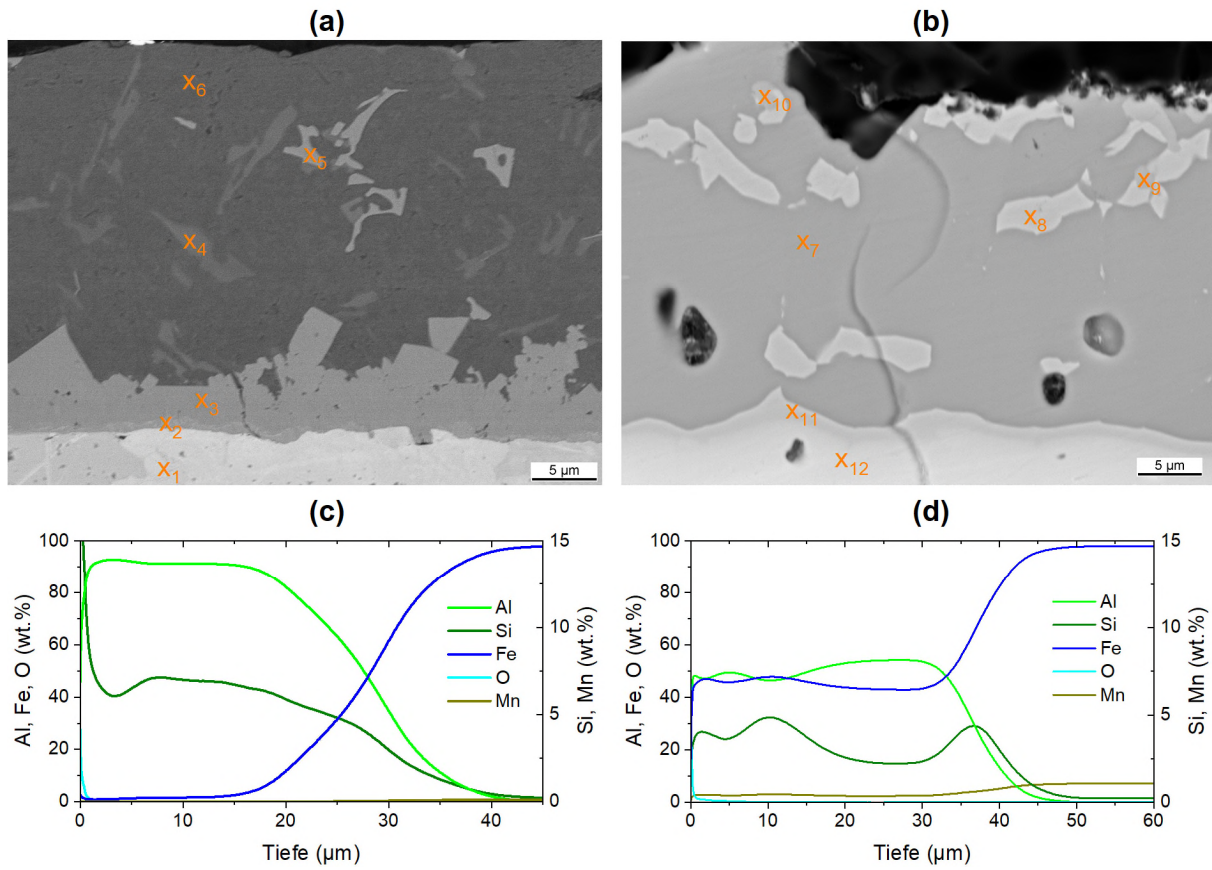 (a)
(b)
x6
x5
x4
x3
x2
x1
5 µm
x10
x9
x8
x7
x11
x12
5 µm
(c)
(d)
Al, Fe, O (wt.%)
100
80
60
40
20
0
15
10
5
0
Si, Mn (wt.%)
Al
Si
Fe
O
Mn
0
10
20
30
40
Tiefe (µm)
Al, Fe, O (wt.%)
100
80
60
40
20
0
15
10
5
0
Si, Mn (wt.%)
Al
Si
Fe
O
Mn
0
10
20
30
40
50
60
Tiefe (µm)